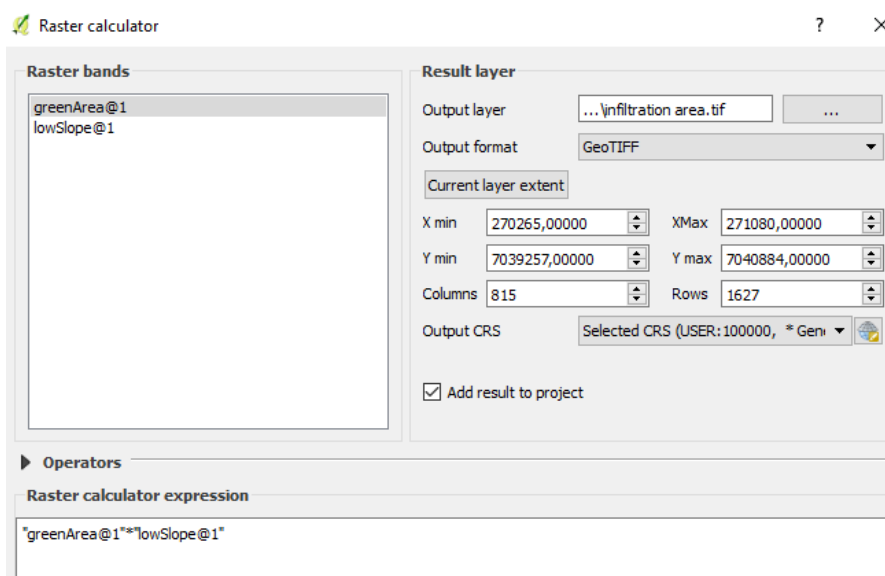 Raster calculator ?
Raster bands
greenArea@1
lowSlope@1
Result layer
Output layer ...\infiltration area.tif ...
Output format GeoTIFF
Current layer extent
X min 270265,00000 XMax 271080,00000
Y min 7039257,00000 Y max 7040884,00000
Columns 815 Rows 1627
Output CRS Selected CRS (USER:100000, * Gen
Add result to project
Operators
Raster calculator expression
"greenArea@1"*"lowSlope@1"